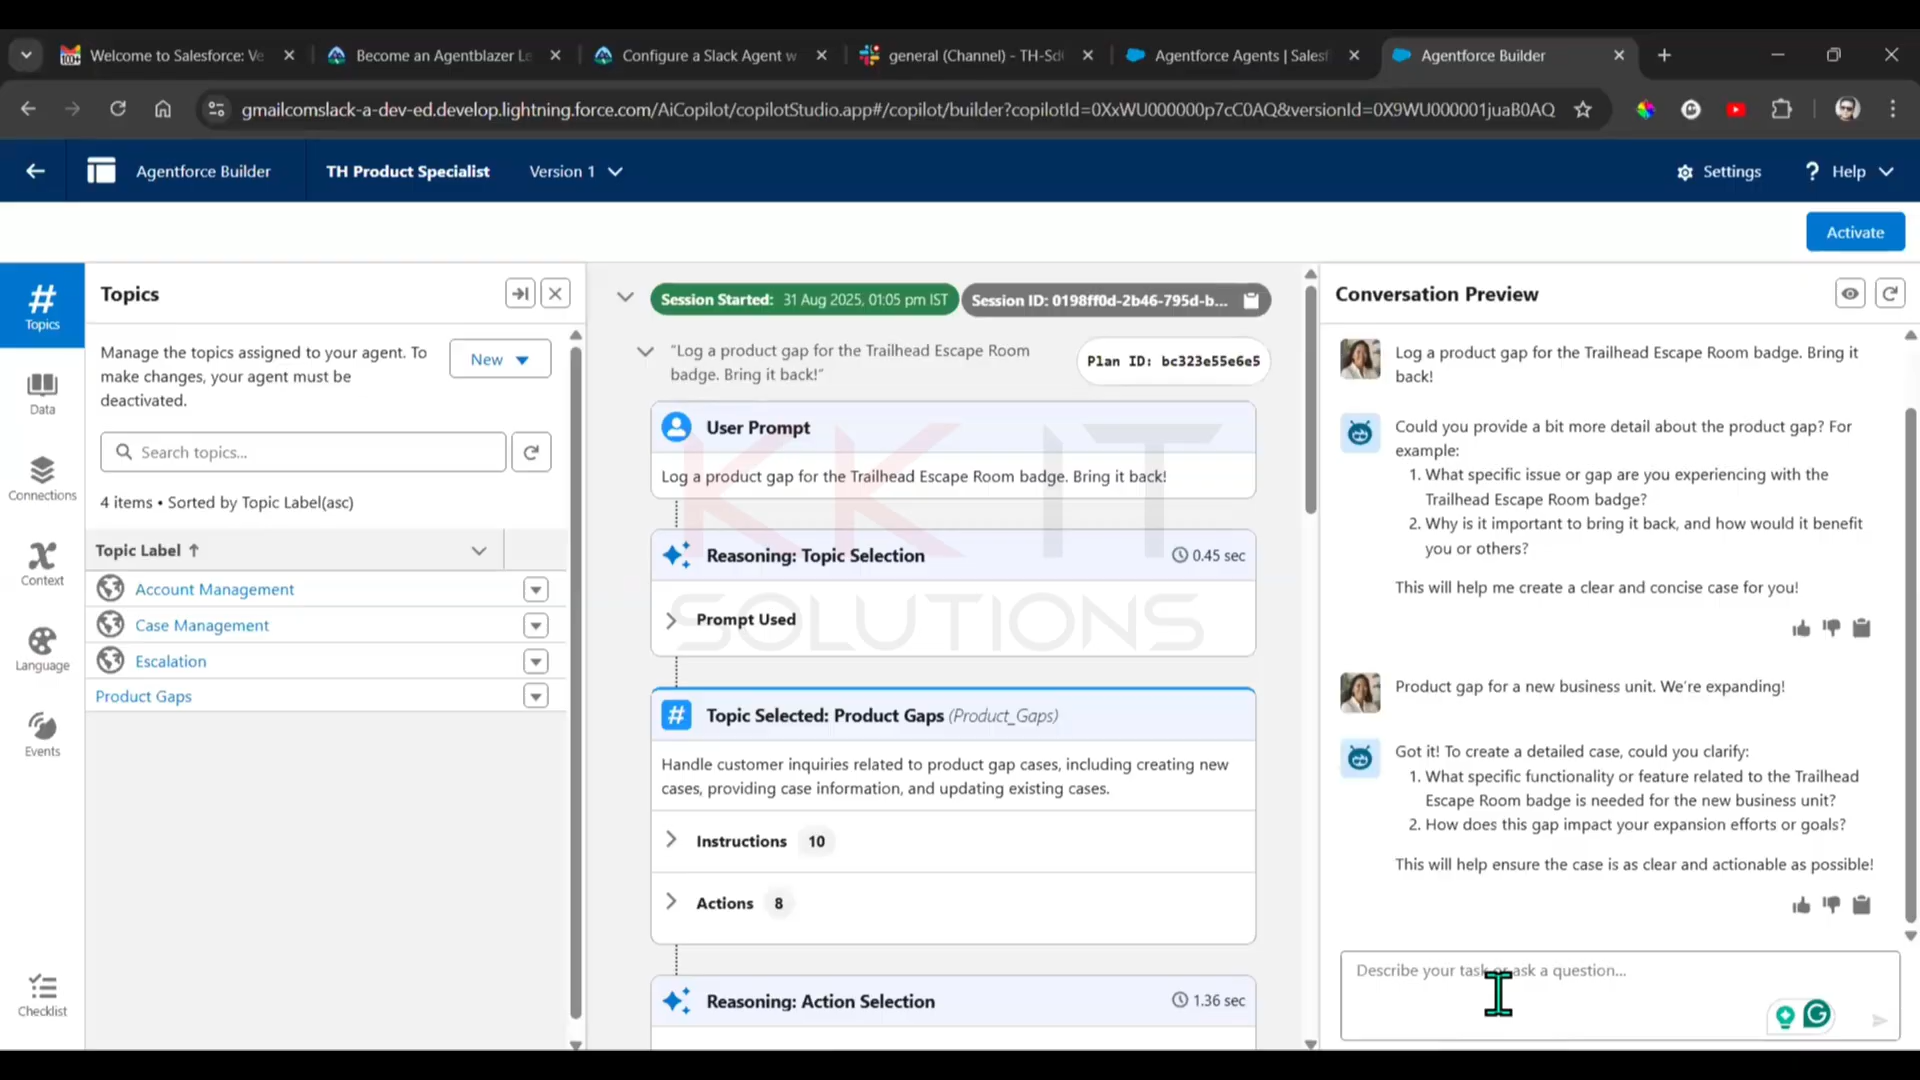 Welcome to Salesforce: Ve
Become an Agentblazer Le
Configure a Slack Agent w
general (Channel) - TH-Sd
Agentforce Agents | Salesf
Agentforce Builder
gmailcomslack-a-dev-ed.develop.lightning.force.com/AiCopilot/copilotStudio.app#/copilot/builder?copilotId=0XxWU000000p7cC0AQ&versionId=0X9WU000001juaB0AQ
Agentforce Builder
TH Product Specialist
Version 1
Settings
? Help
Activate
Topics
Data
Connections
Context
Language
Events
Checklist
Topics
Manage the topics assigned to your agent. To
make changes, your agent must be
deactivated.
New
Search topics...
4 items • Sorted by Topic Label(asc)
Topic Label ↑
Account Management
Case Management
Escalation
Product Gaps
Session Started: 31 Aug 2025, 01:05 pm IST
Session ID: 0198ff0d-2b46-795d-b...
"Log a product gap for the Trailhead Escape Room
badge. Bring it back!"
Plan ID: bc323e55e6e5
User Prompt
Log a product gap for the Trailhead Escape Room badge. Bring it back!
Reasoning: Topic Selection
0.45 sec
Prompt Used
Topic Selected: Product Gaps (Product_Gaps)
Handle customer inquiries related to product gap cases, including creating new
cases, providing case information, and updating existing cases.
Instructions 10
Actions 8
Reasoning: Action Selection
1.36 sec
KK IT
SOLUTIONS
Conversation Preview
Log a product gap for the Trailhead Escape Room badge. Bring it
back!
Could you provide a bit more detail about the product gap? For
example:
1. What specific issue or gap are you experiencing with the
Trailhead Escape Room badge?
2. Why is it important to bring it back, and how would it benefit
you or others?
This will help me create a clear and concise case for you!
Product gap for a new business unit. We're expanding!
Got it! To create a detailed case, could you clarify:
1. What specific functionality or feature related to the Trailhead
Escape Room badge is needed for the new business unit?
2. How does this gap impact your expansion efforts or goals?
This will help ensure the case is as clear and actionable as possible!
Describe your task or ask a question...